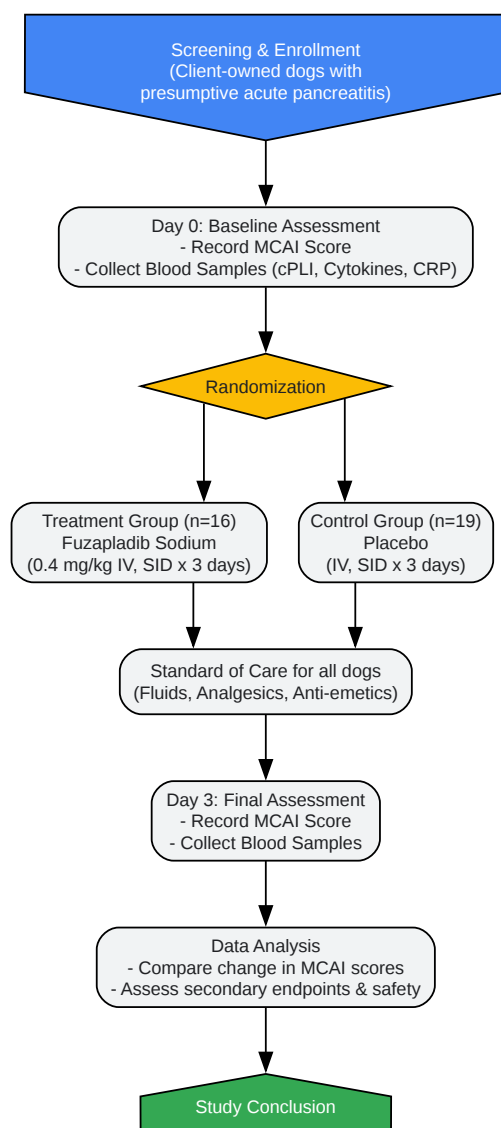 Screening & Enrollment
(Client-owned dogs with
presumptive acute pancreatitis)
Day 0: Baseline Assessment
- Record MCAI Score
- Collect Blood Samples (cPLI, Cytokines, CRP)
Randomization
Treatment Group (n=16)
Fuzapladib Sodium
(0.4 mg/kg IV, SID x 3 days)
Control Group (n=19)
Placebo
(IV, SID x 3 days)
Standard of Care for all dogs
(Fluids, Analgesics, Anti-emetics)
Day 3: Final Assessment
- Record MCAI Score
- Collect Blood Samples
Data Analysis
- Compare change in MCAI scores
- Assess secondary endpoints & safety
Study Conclusion